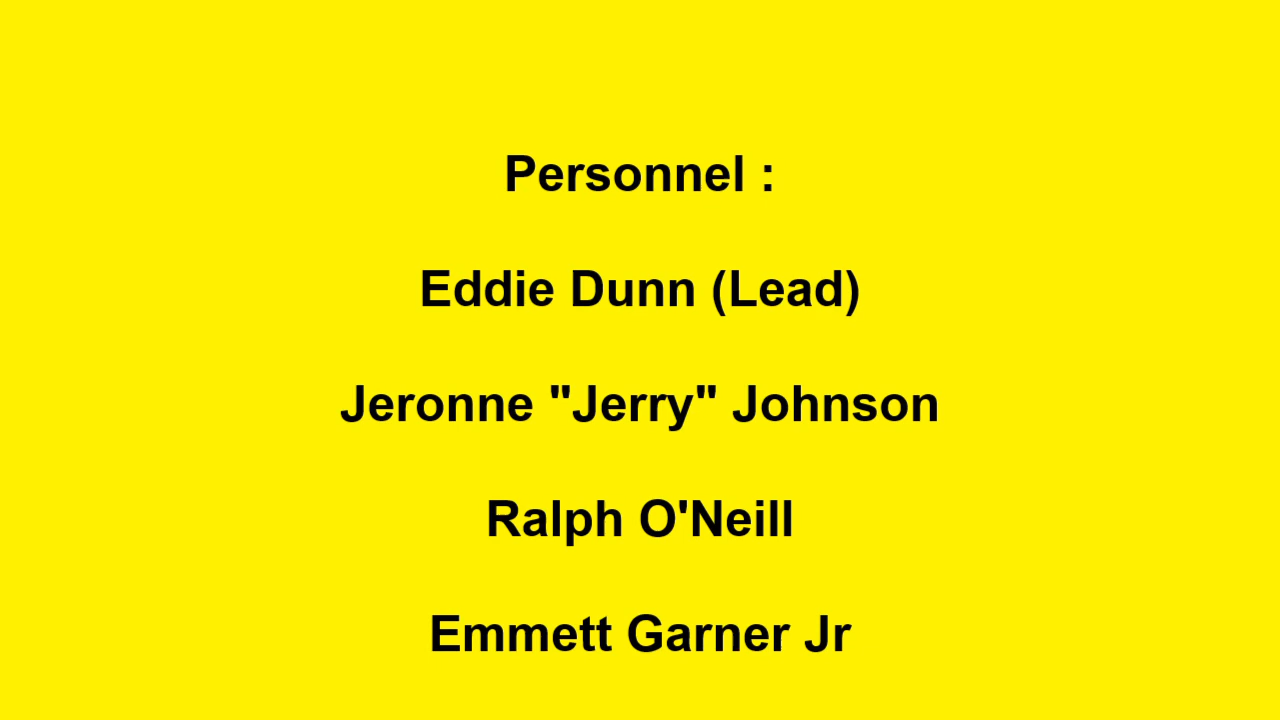 Personnel :
Eddie Dunn (Lead)
Jeronne "Jerry" Johnson
Ralph O'Neill
Emmett Garner Jr